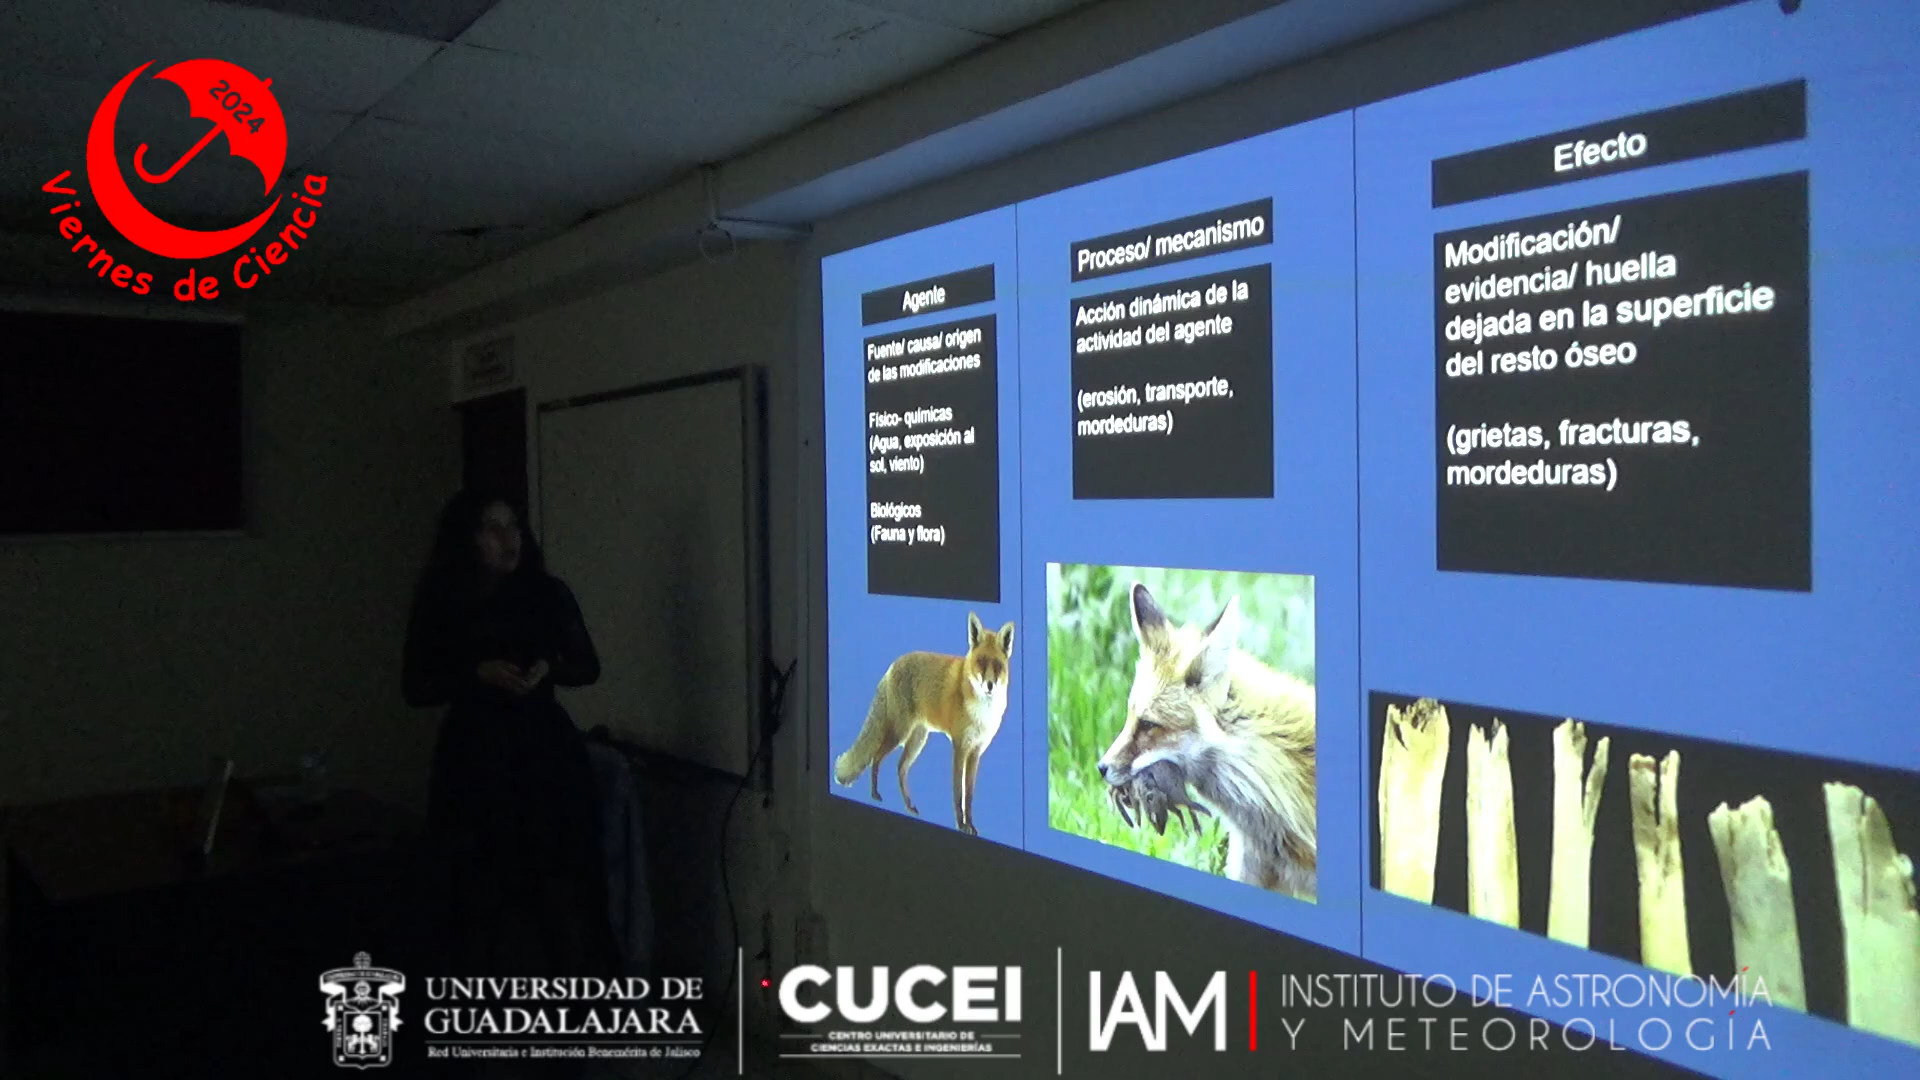 2024
Viernes de Ciencia
Agente
Fuente/ causa/ origen
de las modificaciones
Físico- químicas
(Agua, exposición al
sol, viento)
Biológicos
(Fauna y flora)
Proceso/ mecanismo
Acción dinámica de la
actividad del agente
(erosión, transporte,
mordeduras)
Efecto
Modificación/
evidencia/ huella
dejada en la superficie
del resto óseo
(grietas, fracturas,
mordeduras)
UNIVERSIDAD DE
GUADALAJARA
Red Universitaria e Institución Benemérita de Jalisco
CUCEI
CENTRO UNIVERSITARIO DE
CIENCIAS EXACTAS E INGENIERÍAS
IAM
INSTITUTO DE ASTRONOMÍA
Y METEOROLOGÍA